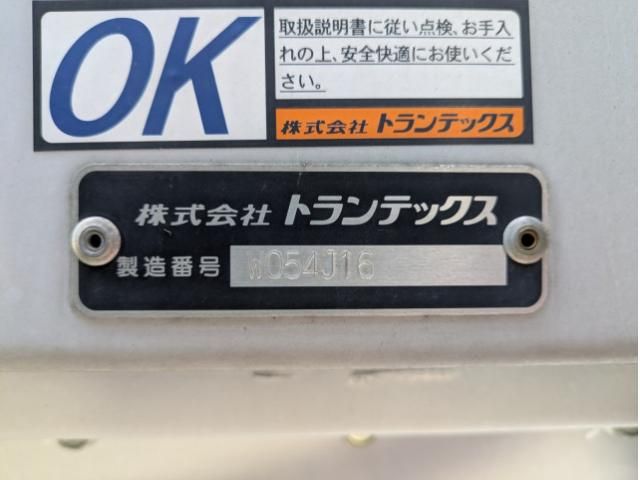 OK
取扱説明書に従い点検、お手入
れの上、安全快適にお使いくだ
さい。
株式会社 トランテックス
株式会社 トランテックス
製造番号 W054J16